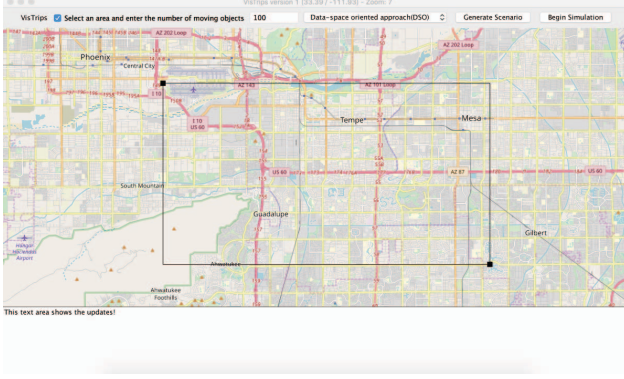 VisTrips version 1 (33.39 / -111.83) - Zoom: 7
VisTrips Select an area and enter the number of moving objects 100 Data-space oriented approach(DSO) Generate Scenario Begin Simulation
AZ 202 Loop
AZ 202 Loop
Phoenix
Central City
AZ 143
AZ 101 Loop
I 10
I 10
US 60
Tempe
Mesa
US 60
AZ 87
US 60
South Mountain
Guadalupe
Gilbert
Ahwatukee
Ahwatukee
Foothills
This text area shows the updates!